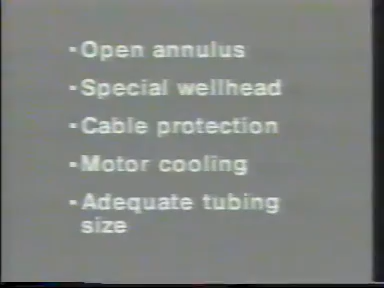 -Open annulus
-Special wellhead
-Cable protection
-Motor cooling
-Adequate tubing
size